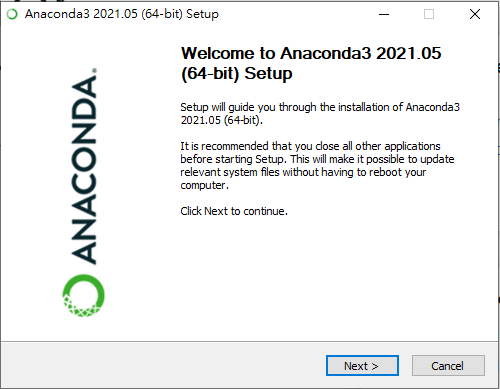 Anaconda3 2021.05 (64-bit) Setup
Welcome to Anaconda3 2021.05
(64-bit) Setup
Setup will guide you through the installation of Anaconda3
2021.05 (64-bit).
It is recommended that you close all other applications
before starting Setup. This will make it possible to update
relevant system files without having to reboot your
computer.
Click Next to continue.
ANACONDA.
Next >
Cancel